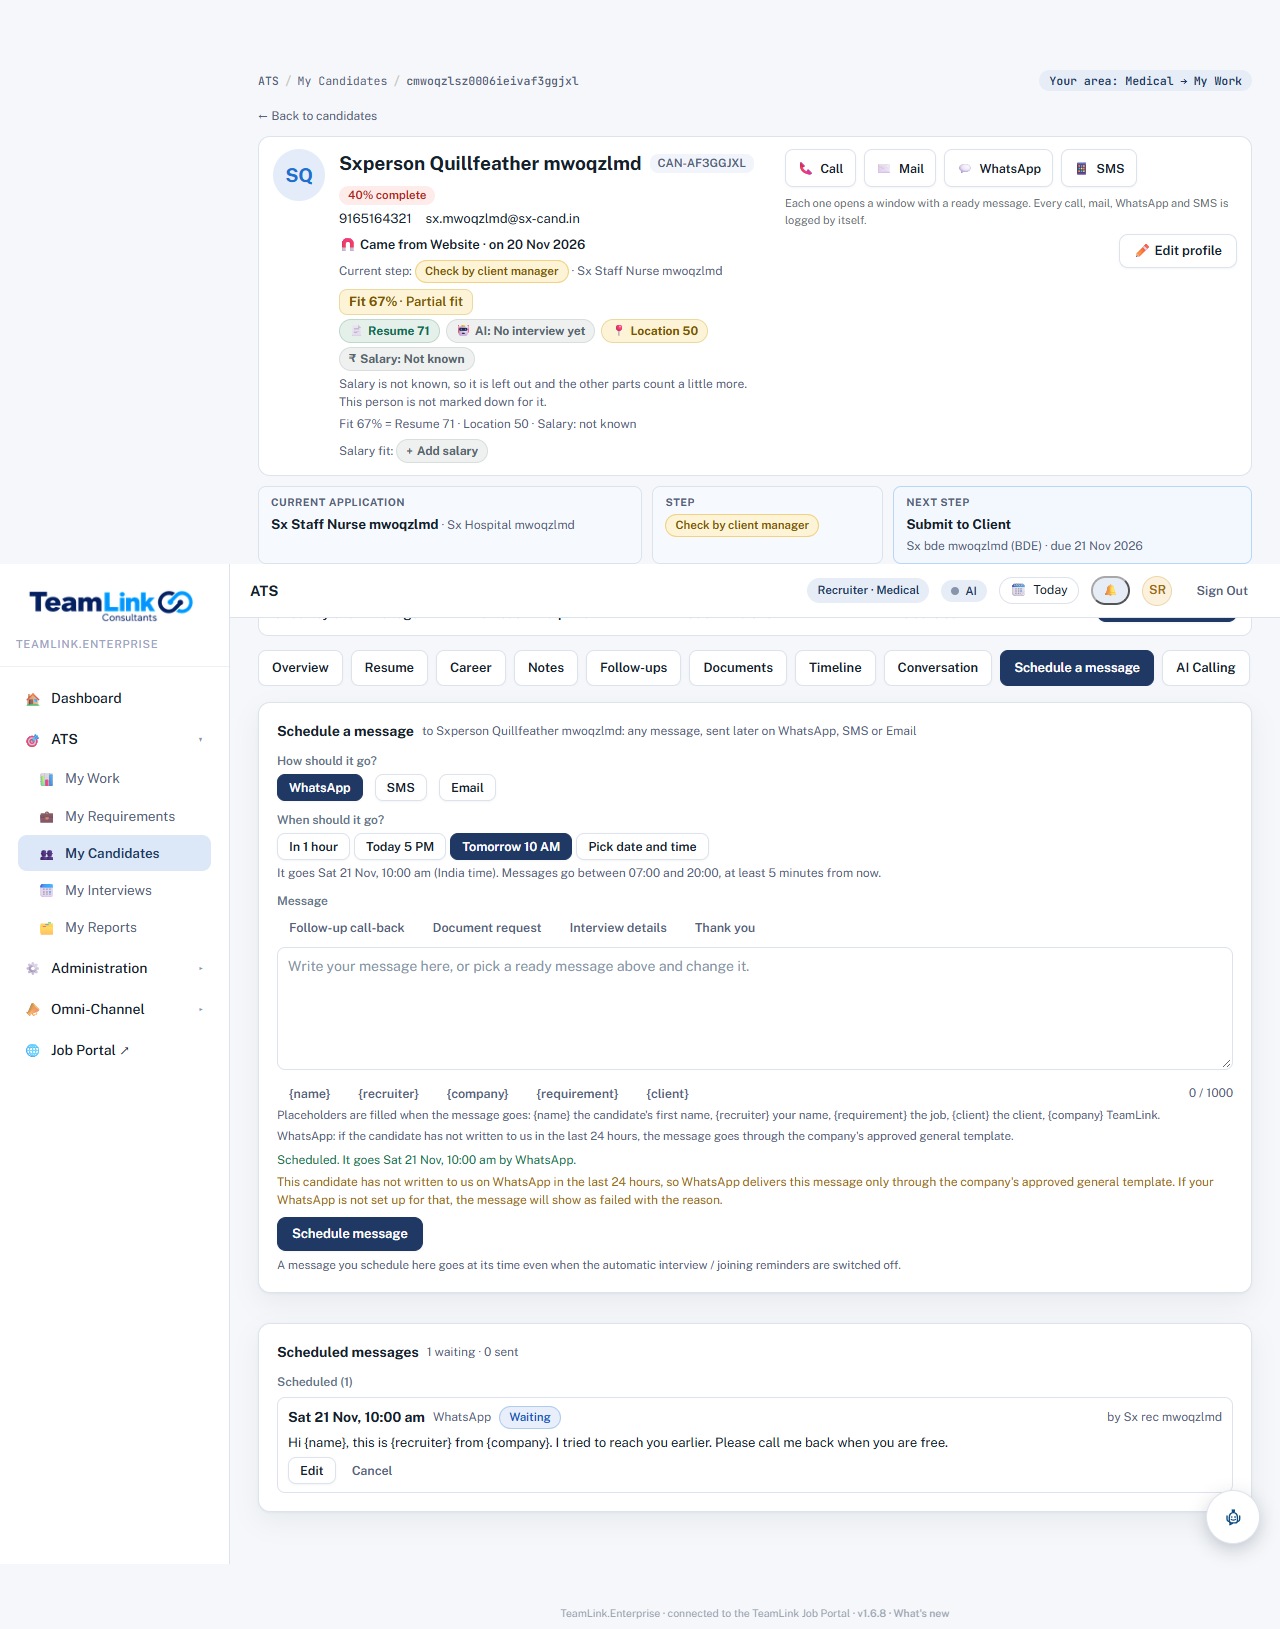 ATS / My Candidates / cmwoqzlsz0006ieivaf3ggjxl
Your area: Medical → My Work
← Back to candidates
SQ
Sxperson Quillfeather mwoqzlmd CAN-AF3GGJXL
40% complete
9165164321 sx.mwoqzlmd@sx-cand.in
Came from Website · on 20 Nov 2026
Current step: Check by client manager · Sx Staff Nurse mwoqzlmd
Fit 67% · Partial fit
Resume 71 AI: No interview yet Location 50
₹ Salary: Not known
Salary is not known, so it is left out and the other parts count a little more.
This person is not marked down for it.
Fit 67% = Resume 71 · Location 50 · Salary: not known
Salary fit: + Add salary
Call Mail WhatsApp SMS
Each one opens a window with a ready message. Every call, mail, WhatsApp and SMS is
logged by itself.
Edit profile
CURRENT APPLICATION
Sx Staff Nurse mwoqzlmd · Sx Hospital mwoqzlmd
STEP
Check by client manager
NEXT STEP
Submit to Client
Sx bde mwoqzlmd (BDE) · due 21 Nov 2026
TeamLink
Consultants
TEAMLINK.ENTERPRISE
ATS
Recruiter · Medical AI Today SR Sign Out
Dashboard
ATS
My Work
My Requirements
My Candidates
My Interviews
My Reports
Administration
Omni-Channel
Job Portal ↗
Overview Resume Career Notes Follow-ups Documents Timeline Conversation Schedule a message AI Calling
Schedule a message to Sxperson Quillfeather mwoqzlmd: any message, sent later on WhatsApp, SMS or Email
How should it go?
WhatsApp SMS Email
When should it go?
In 1 hour Today 5 PM Tomorrow 10 AM Pick date and time
It goes Sat 21 Nov, 10:00 am (India time). Messages go between 07:00 and 20:00, at least 5 minutes from now.
Message
Follow-up call-back Document request Interview details Thank you
Write your message here, or pick a ready message above and change it.
{name} {recruiter} {company} {requirement} {client} 0 / 1000
Placeholders are filled when the message goes: {name} the candidate's first name, {recruiter} your name, {requirement} the job, {client} the client, {company} TeamLink.
WhatsApp: if the candidate has not written to us in the last 24 hours, the message goes through the company's approved general template.
Scheduled. It goes Sat 21 Nov, 10:00 am by WhatsApp.
This candidate has not written to us on WhatsApp in the last 24 hours, so WhatsApp delivers this message only through the company's approved general template. If your
WhatsApp is not set up for that, the message will show as failed with the reason.
Schedule message
A message you schedule here goes at its time even when the automatic interview / joining reminders are switched off.
Scheduled messages 1 waiting · 0 sent
Scheduled (1)
Sat 21 Nov, 10:00 am WhatsApp Waiting by Sx rec mwoqzlmd
Hi {name}, this is {recruiter} from {company}. I tried to reach you earlier. Please call me back when you are free.
Edit Cancel
TeamLink.Enterprise · connected to the TeamLink Job Portal · v1.6.8 · What's new